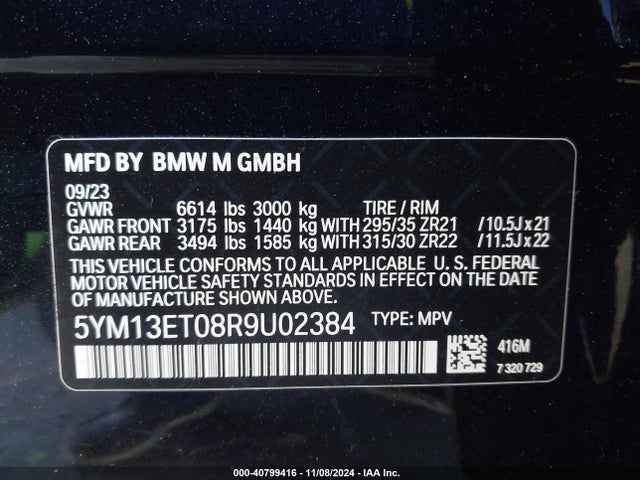 MFD BY BMW M GMBH
09/23
GVWR 6614 lbs 3000 kg TIRE / RIM
GAWR FRONT 3175 lbs 1440 kg WITH 295/35 ZR21 /10.5J x 21
GAWR REAR 3494 lbs 1585 kg WITH 315/30 ZR22 /11.5J x 22
THIS VEHICLE CONFORMS TO ALL APPLICABLE U. S. FEDERAL
MOTOR VEHICLE SAFETY STANDARDS IN EFFECT ON THE
DATE OF MANUFACTURE SHOWN ABOVE.
5YM13ET08R9U02384 TYPE: MPV
416M
7 320 729
000-40799416 - 11/08/2024 - IAA Inc.